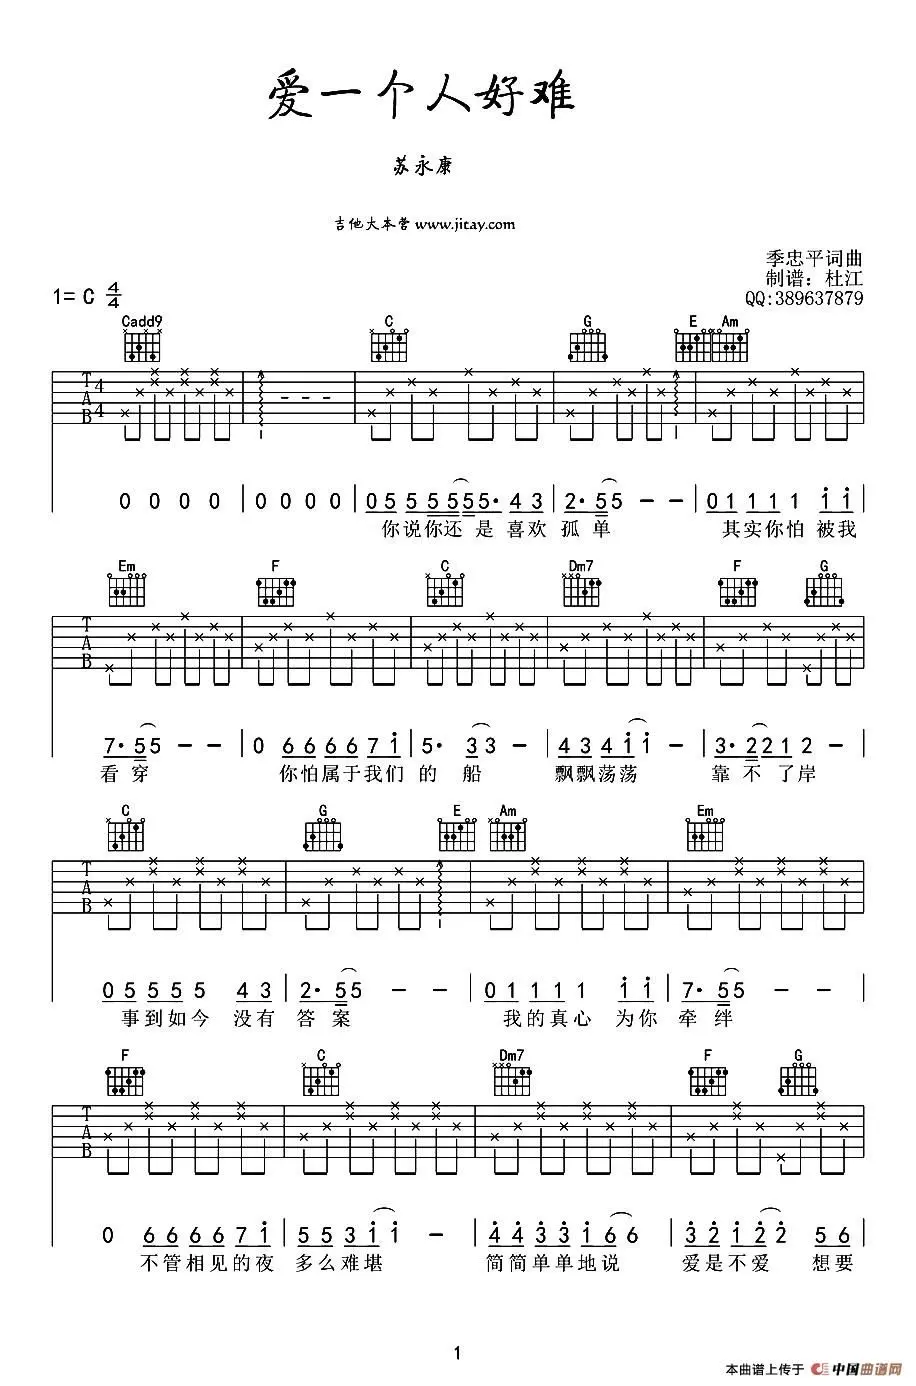 爱一个人好难
苏永康
吉他大本营 www.jitay.com
季忠平词曲
制谱：杜江
QQ:389637879
1= C 4/4
Cadd9 C G E Am
T 4
A
B 4
0 0 0 0 | 0 0 0 0 | 0 5 5 5 5 5 5 5· 4 3 | 2· 5 5 － － | 0 1 1 1 1 1 i i
你说你还 是 喜欢 孤 单 其实你怕 被我
Em F C Dm7 F G
T
A
B
7· 5 5 － － | 0 6 6 6 6 7 i | 5· 3 3 － － | 4 3 4 i i － － | 3· 2 2 2 1 2 －
看 穿 你怕属于我们 的 船 飘飘荡荡 靠 不 了岸
C G E Am Em
T
A
B
0 5 5 5 5 5 4 3 | 2· 5 5 － － | 0 1 1 1 1 1 i i | 7· 5 5 － －
事到如今 没有 答 案 我的真心 为你 牵 绊
F C Dm7 F G
T
A
B
0 6 6 6 6 7 i | 5 5 3 i i － － | 4 4 3 3 1 6 6 | 3 2 i 2 2 5 6
不管相见的夜 多么难堪 简简单单地说 爱是不爱 想要
1
本曲谱上传于 中国曲谱网